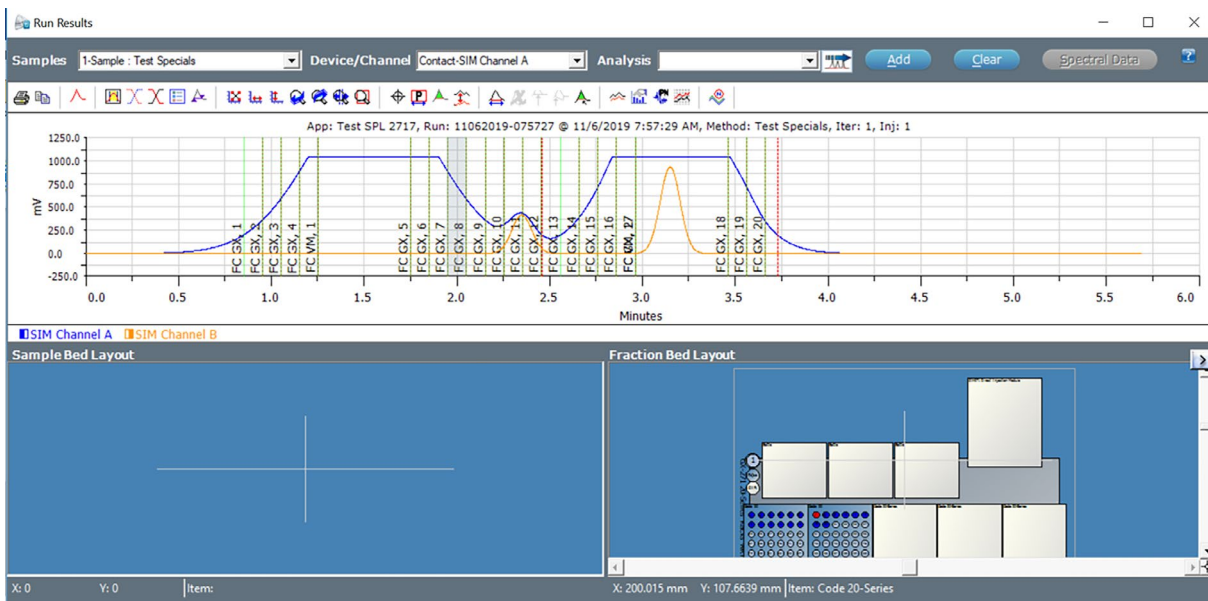 Run Results
Samples 1-Sample : Test Specials Device/Channel Contact-SIM Channel A Analysis Add Clear Spectral Data ?
App: Test SPL 2717, Run: 11062019-075727 @ 11/6/2019 7:57:29 AM, Method: Test Specials, Iter: 1, Inj: 1
mV
1250.0
1000.0
750.0
500.0
250.0
0.0
-250.0
FC GX, 1
FC GX, 2
FC GX, 3
FC GX, 4
FC VM, 1
FC GX, 5
FC GX, 6
FC GX, 7
FC GX, 8
FC GX, 9
FC GX, 10
FC GX, 12
FC GX, 13
FC GX, 14
FC GX, 15
FC GX, 16
FC GX, 18
FC GX, 19
FC GX, 20
0.0 0.5 1.0 1.5 2.0 2.5 3.0 3.5 4.0 4.5 5.0 5.5 6.0
Minutes
SIM Channel A SIM Channel B
Sample Bed Layout
Fraction Bed Layout
X: 0 Y: 0 Item:
X: 200.015 mm Y: 107.6639 mm Item: Code 20-Series